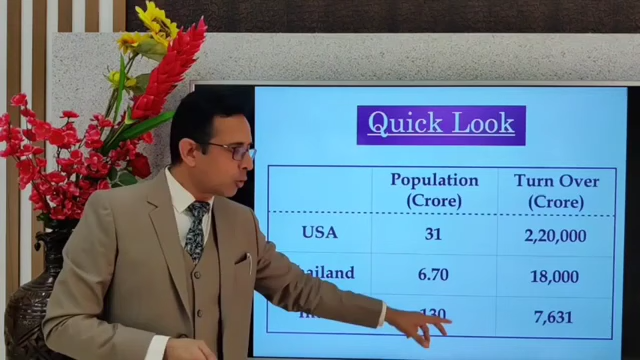 Quick Look
Population Turn Over
(Crore) (Crore)
USA 31 2,20,000
6.70 18,000
130 7,631